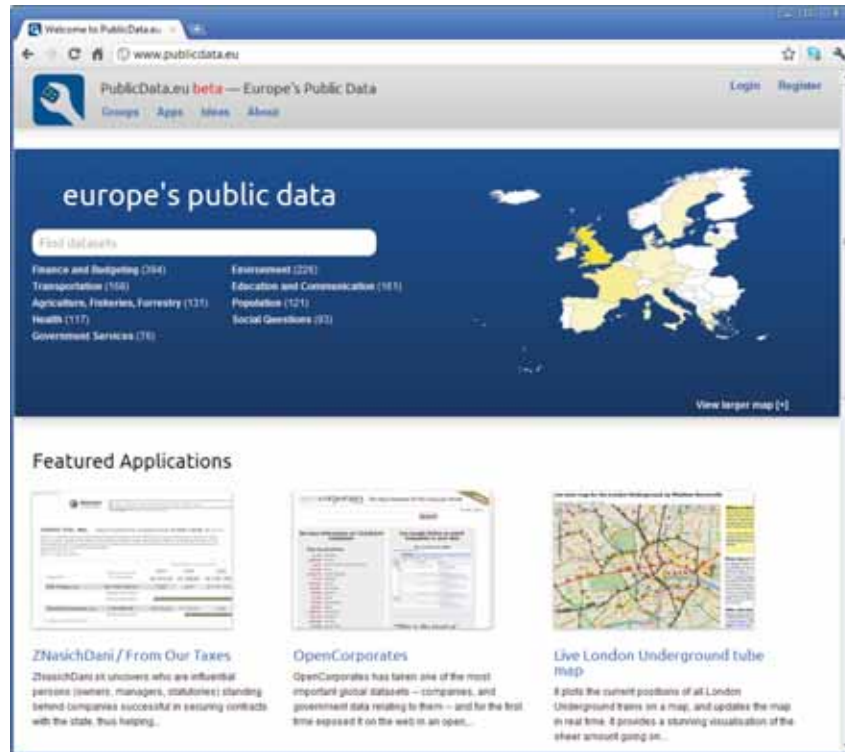 Welcome to PublicData.eu
www.publicdata.eu
PublicData.eu beta — Europe's Public Data
Login Register
Groups Apps Ideas About
europe's public data
Find datasets
Finance and Budgeting (394)
Environment (226)
Transportation (168)
Education and Communication (161)
Agriculture, Fisheries, Forrestry (131)
Population (121)
Health (117)
Social Questions (93)
Government Services (76)
View larger map [+]
Featured Applications
ZNasichDani / From Our Taxes
ZNasichDani.sk uncovers who are influential
persons (owners, managers, statutories) standing
behind companies successful in securing contracts
with the state, thus helping...
OpenCorporates
OpenCorporates has taken one of the most
important global datasets – companies, and
government data relating to them – and for the first
time exposed it on the web in an open,...
Live London Underground tube
map
It plots the current positions of all London
Underground trains on a map, and updates the map
in real time. It provides a stunning visualisation of the
sheer amount going on...